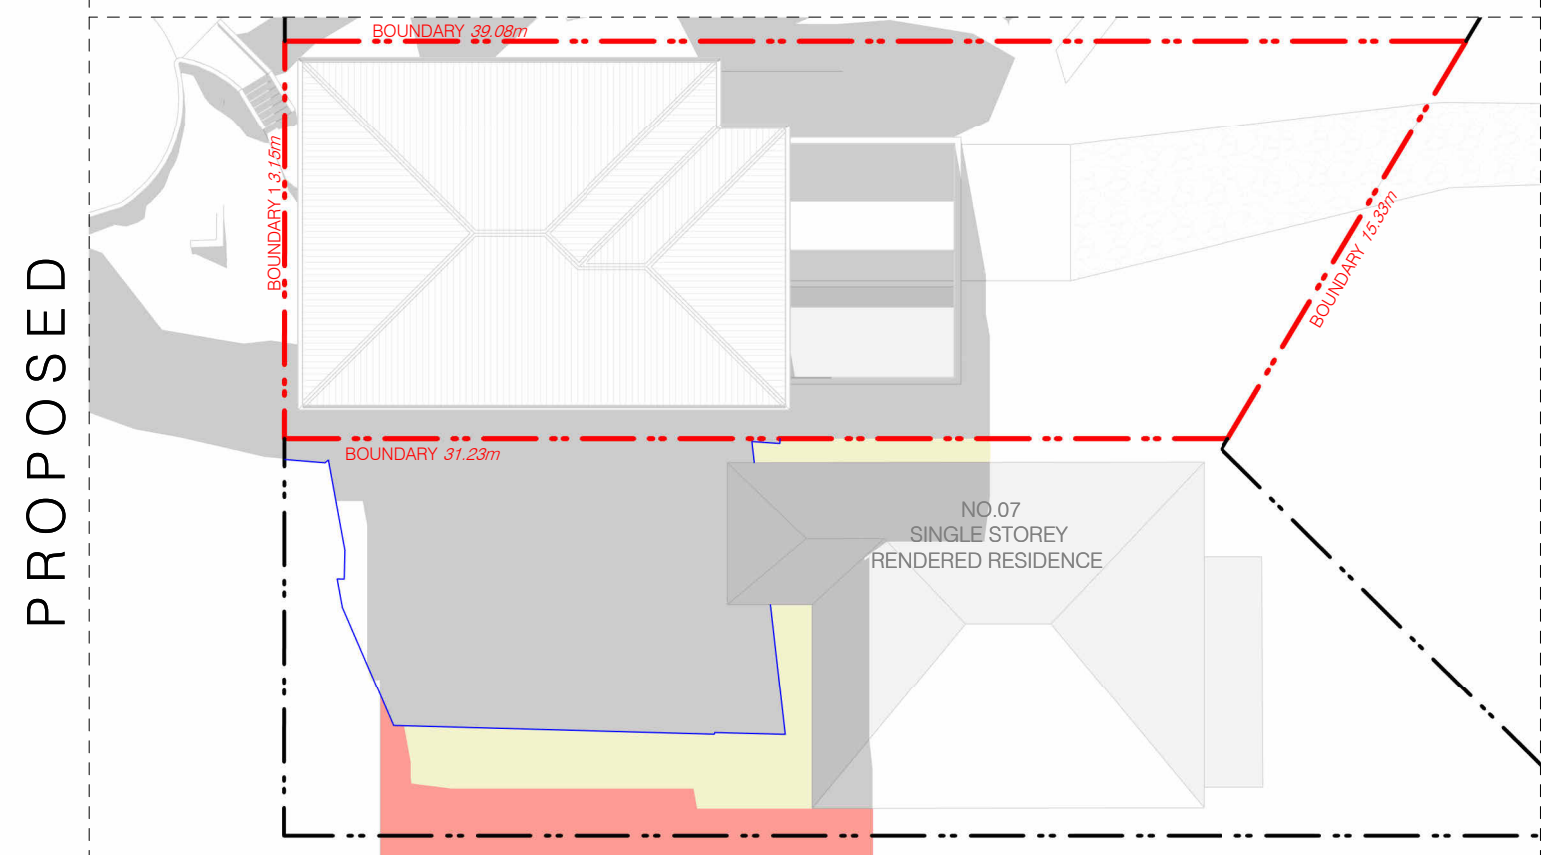 BOUNDARY 39.08m
BOUNDARY 13.15m
BOUNDARY 15.33m
PROPOSED
BOUNDARY 31.23m
NO.07
SINGLE STOREY
RENDERED RESIDENCE